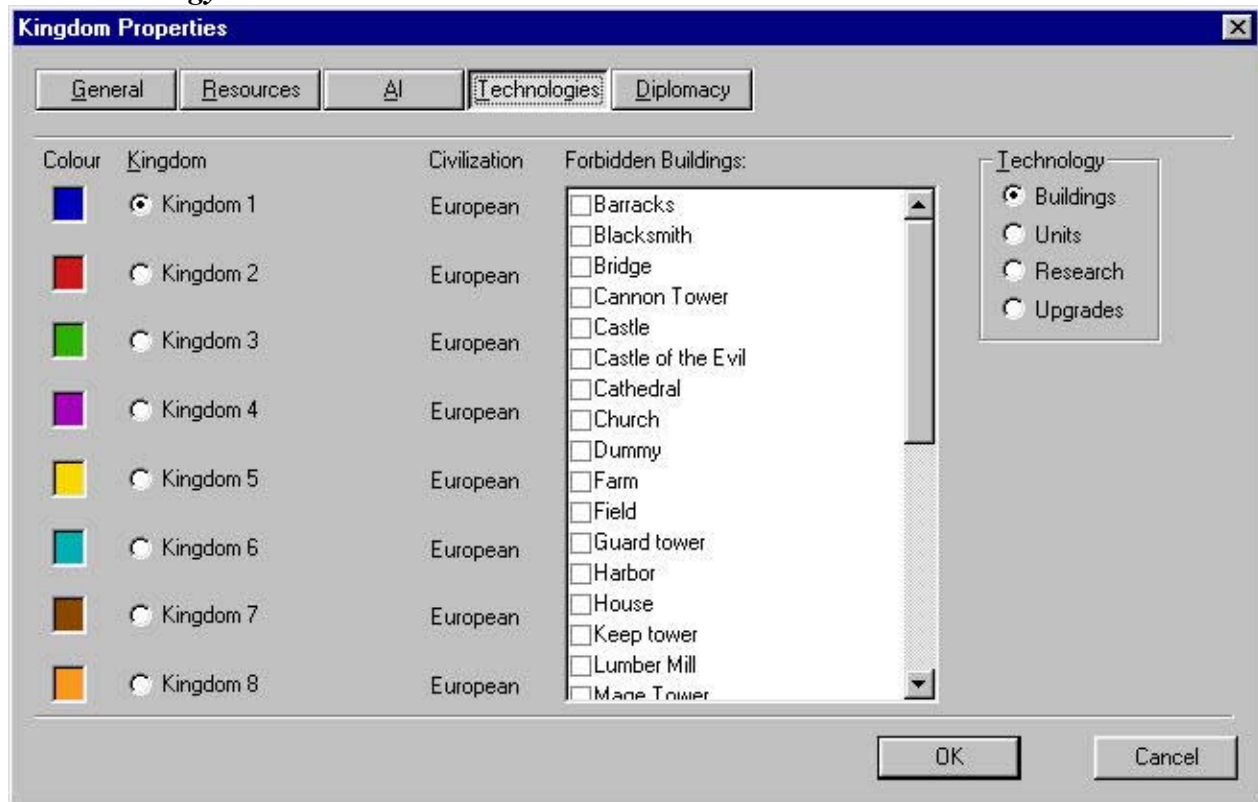 Kingdom Properties
General Resources AI Technologies Diplomacy
Colour Kingdom Civilization Forbidden Buildings: Technology
Kingdom 1 European
Kingdom 2 European
Kingdom 3 European
Kingdom 4 European
Kingdom 5 European
Kingdom 6 European
Kingdom 7 European
Kingdom 8 European
Barracks
Blacksmith
Bridge
Cannon Tower
Castle
Castle of the Evil
Cathedral
Church
Dummy
Farm
Field
Guard tower
Harbor
House
Keep tower
Lumber Mill
Mage Tower
Buildings
Units
Research
Upgrades
OK Cancel